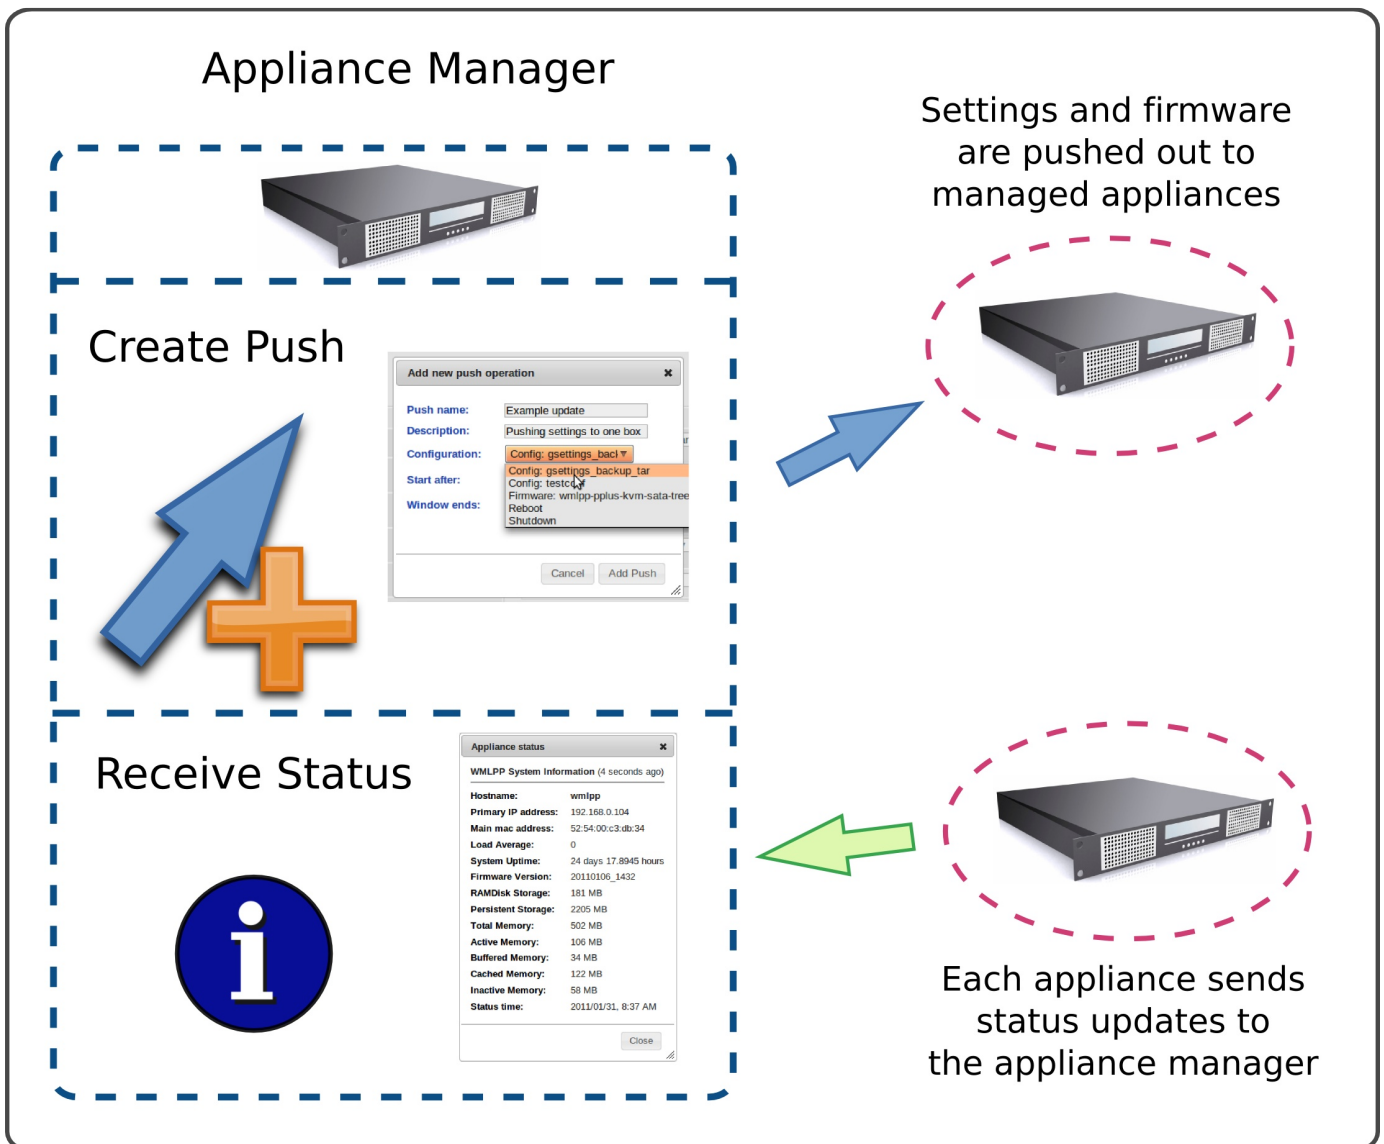 Appliance Manager
Settings and firmware
are pushed out to
managed appliances
Create Push
Add new push operation
Push name: Example update
Description: Pushing settings to one box
Configuration: Config: gsettings_bacl
Config: gsettings_backup_tar
Start after:
Config:
Firmware: wmlpp-pplus-kvm-sata-tree
Window ends:
Reboot
Shutdown
Cancel Add Push
Receive Status
Appliance status
WMLPP System Information (4 seconds ago)
Hostname: wmlpp
Primary IP address: 192.168.0.104
Main mac address: 52:54:00:c3:db:34
Load Average: 0
System Uptime: 24 days 17.8945 hours
Firmware Version: 20110106_1432
RAMDisk Storage: 181 MB
Persistent Storage: 2205 MB
Total Memory: 502 MB
Active Memory: 106 MB
Buffered Memory: 34 MB
Cached Memory: 122 MB
Inactive Memory: 58 MB
Status time: 2011/01/31, 8:37 AM
Close
Each appliance sends
status updates to
the appliance manager